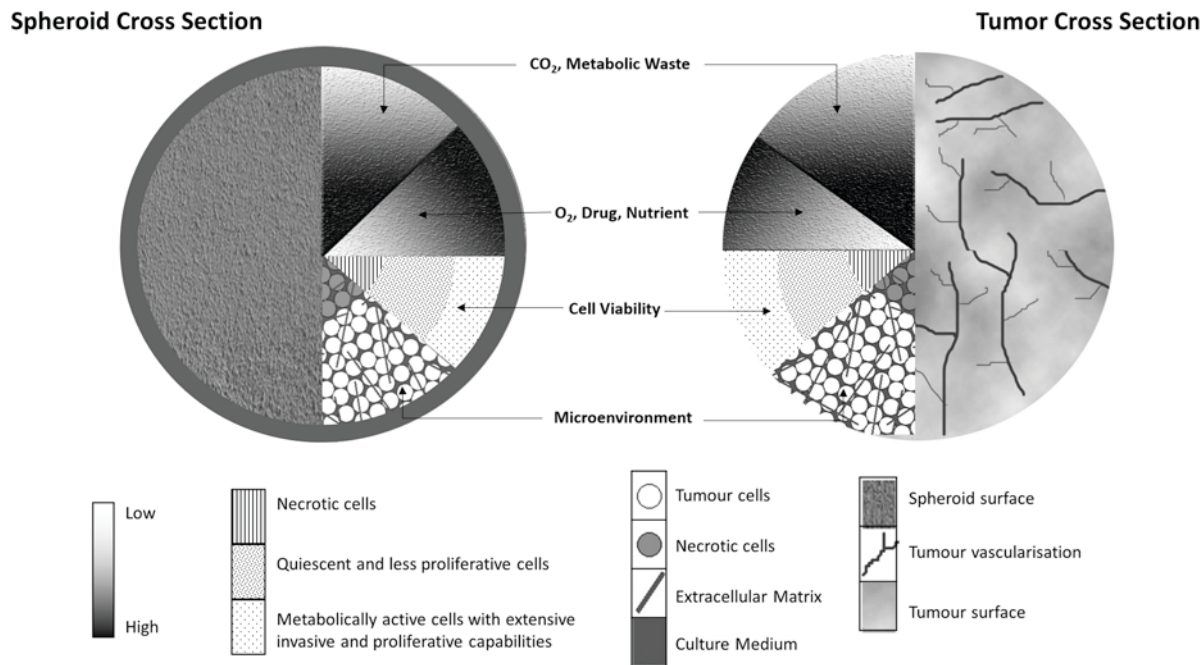 Spheroid Cross Section
Tumor Cross Section
CO₂, Metabolic Waste
O₂, Drug, Nutrient
Cell Viability
Microenvironment
Low
High
Necrotic cells
Quiescent and less proliferative cells
Metabolically active cells with extensive
invasive and proliferative capabilities
Tumour cells
Necrotic cells
Extracellular Matrix
Culture Medium
Spheroid surface
Tumour vascularisation
Tumour surface